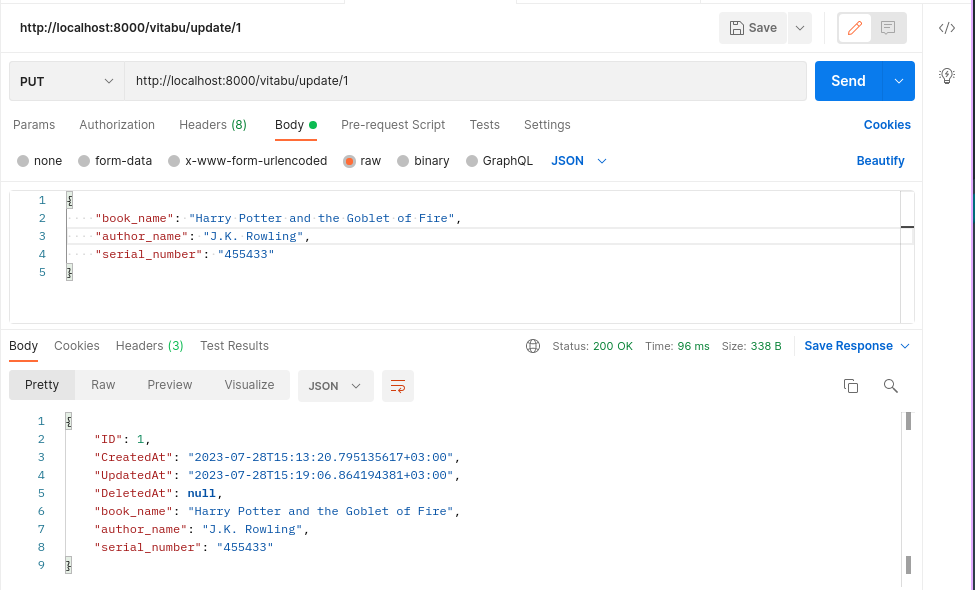 http://localhost:8000/vitabu/update/1
Save
PUT http://localhost:8000/vitabu/update/1 Send
Params Authorization Headers (8) Body Pre-request Script Tests Settings Cookies
none form-data x-www-form-urlencoded raw binary GraphQL JSON Beautify
1 {
2 ····"book_name":·"Harry·Potter·and·the·Goblet·of·Fire",
3 ····"author_name":·"J.K.·Rowling",
4 ····"serial_number":·"455433"
5 }
Body Cookies Headers (3) Test Results Status: 200 OK Time: 96 ms Size: 338 B Save Response
Pretty Raw Preview Visualize JSON
1 {
2 "ID": 1,
3 "CreatedAt": "2023-07-28T15:13:20.795135617+03:00",
4 "UpdatedAt": "2023-07-28T15:19:06.864194381+03:00",
5 "DeletedAt": null,
6 "book_name": "Harry Potter and the Goblet of Fire",
7 "author_name": "J.K. Rowling",
8 "serial_number": "455433"
9 }